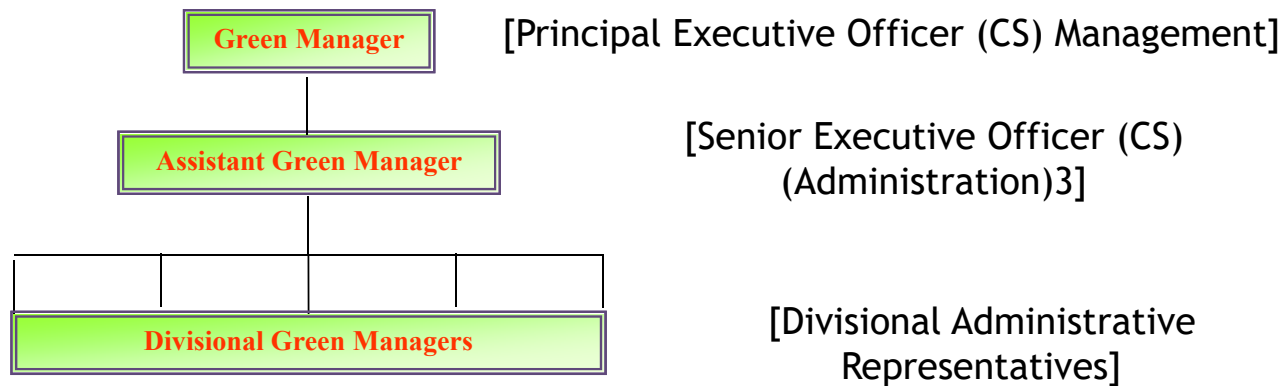 Green Manager
[Principal Executive Officer (CS) Management]
Assistant Green Manager
[Senior Executive Officer (CS)
(Administration)3]
Divisional Green Managers
[Divisional Administrative
Representatives]